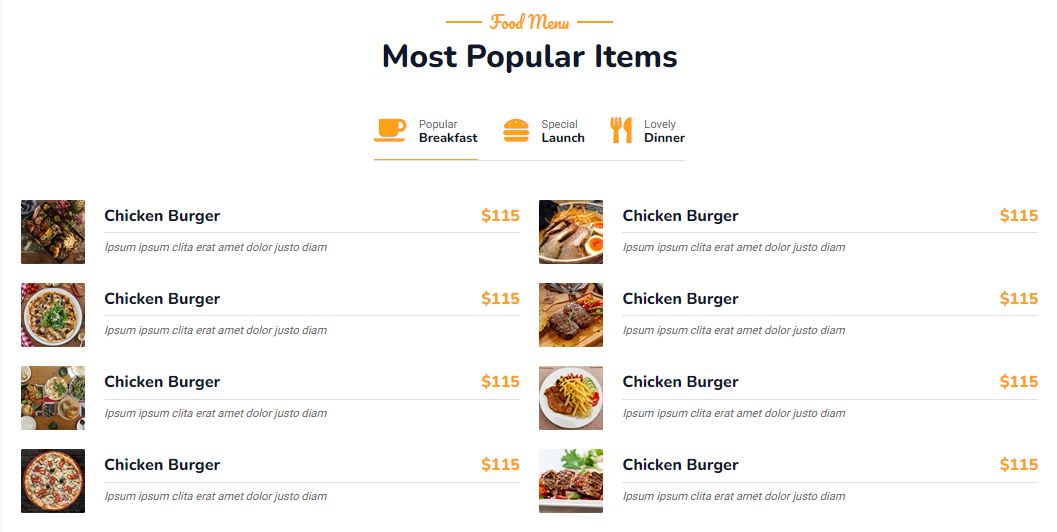 Food Menu
Most Popular Items
Popular
Breakfast
Special
Launch
Lovely
Dinner
Chicken Burger $115
Ipsum ipsum clita erat amet dolor justo diam
Chicken Burger $115
Ipsum ipsum clita erat amet dolor justo diam
Chicken Burger $115
Ipsum ipsum clita erat amet dolor justo diam
Chicken Burger $115
Ipsum ipsum clita erat amet dolor justo diam
Chicken Burger $115
Ipsum ipsum clita erat amet dolor justo diam
Chicken Burger $115
Ipsum ipsum clita erat amet dolor justo diam
Chicken Burger $115
Ipsum ipsum clita erat amet dolor justo diam
Chicken Burger $115
Ipsum ipsum clita erat amet dolor justo diam